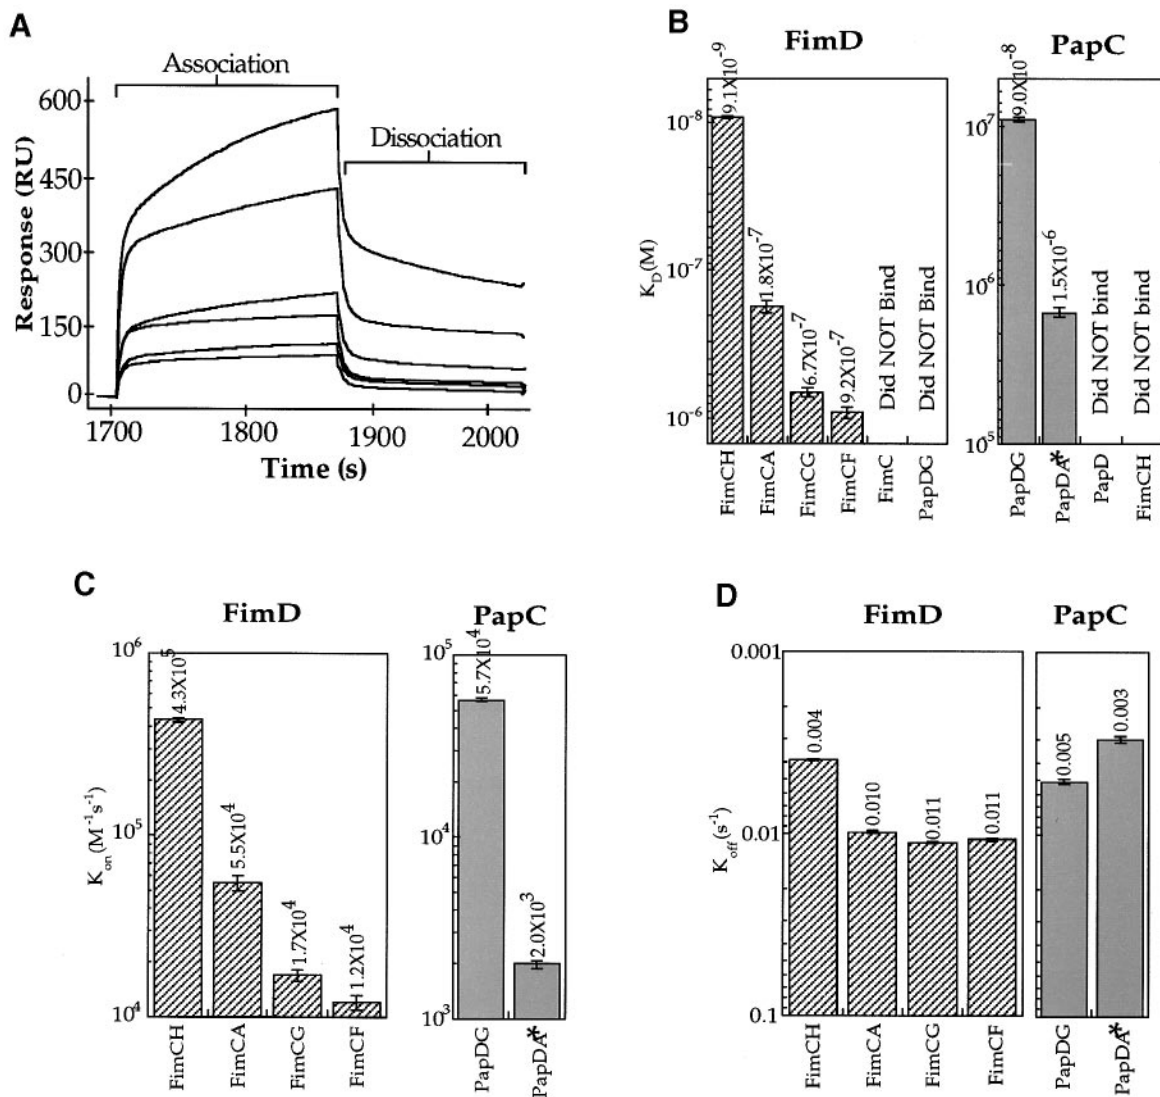 A
Association
Dissociation
Response (RU)
600
450
300
150
0
1700
1800
1900
2000
Time (s)
B
FimD
PapC
K_D (M)
10^-8
10^-7
10^-6
9.1X10^-9
1.8X10^-7
6.7X10^-7
9.2X10^-7
Did NOT Bind
Did NOT Bind
FimCH
FimCA
FimCG
FimCF
FimC
PapDG
10^7
10^6
10^5
9.0X10^-8
1.5X10^-6
Did NOT bind
Did NOT bind
PapDG
PapDA*
PapD
FimCH
C
FimD
PapC
K_on (M^-1 s^-1)
10^6
10^5
10^4
4.3X10^5
5.5X10^4
1.7X10^4
1.2X10^4
FimCH
FimCA
FimCG
FimCF
10^5
10^4
10^3
5.7X10^4
2.0X10^3
PapDG
PapDA*
D
FimD
PapC
K_off (s^-1)
0.001
0.01
0.1
0.004
0.010
0.011
0.011
FimCH
FimCA
FimCG
FimCF
0.005
0.003
PapDG
PapDA*